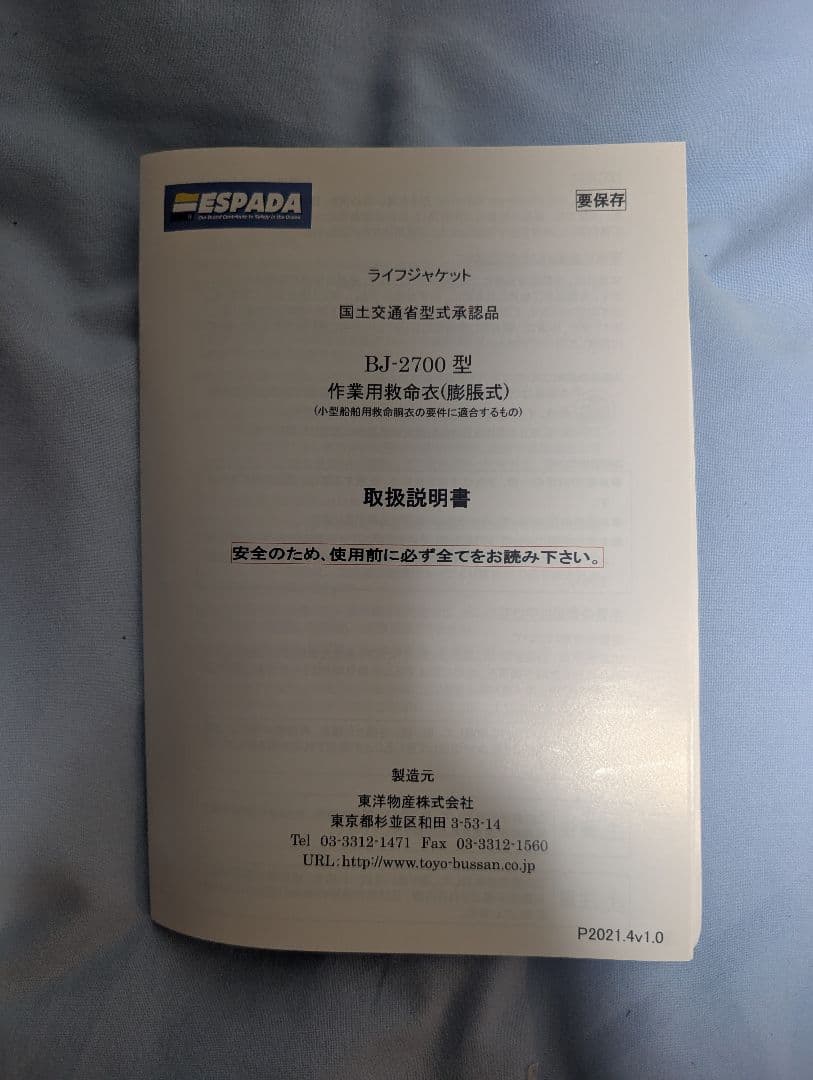 ESPADA
要保存
ライフジャケット
国土交通省型式承認品
BJ-2700 型
作業用救命衣(膨脹式)
(小型船舶用救命胴衣の要件に適合するもの)
取扱説明書
安全のため、使用前に必ず全てをお読み下さい。
製造元
東洋物産株式会社
東京都杉並区和田 3-53-14
Tel 03-3312-1471 Fax 03-3312-1560
URL:http://www.toyo-bussan.co.jp
P2021.4v1.0